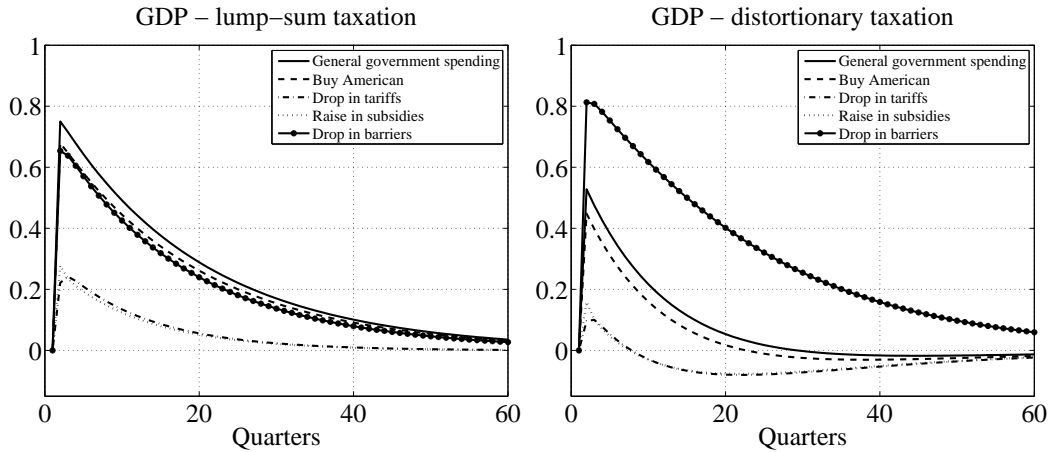 GDP − lump−sum taxation
1
0.8
0.6
0.4
0.2
0
0
20
40
60
Quarters
General government spending
Buy American
Drop in tariffs
Raise in subsidies
Drop in barriers
GDP − distortionary taxation
1
0.8
0.6
0.4
0.2
0
0
20
40
60
Quarters
General government spending
Buy American
Drop in tariffs
Raise in subsidies
Drop in barriers